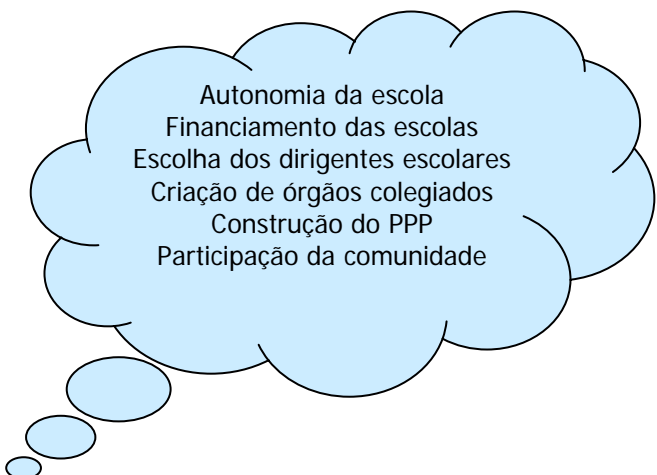 Autonomia da escola
Financiamento das escolas
Escolha dos dirigentes escolares
Criação de órgãos colegiados
Construção do PPP
Participação da comunidade